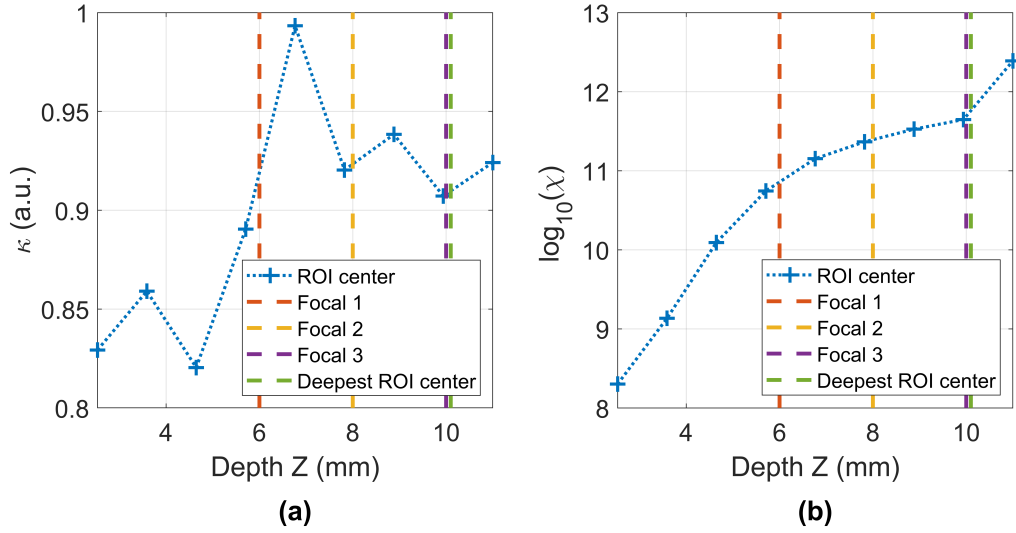 1
0.95
0.9
0.85
0.8
κ (a.u.)
4
6
8
10
Depth Z (mm)
ROI center
Focal 1
Focal 2
Focal 3
Deepest ROI center
(a)
13
12
11
10
9
8
log10(χ)
4
6
8
10
Depth Z (mm)
ROI center
Focal 1
Focal 2
Focal 3
Deepest ROI center
(b)